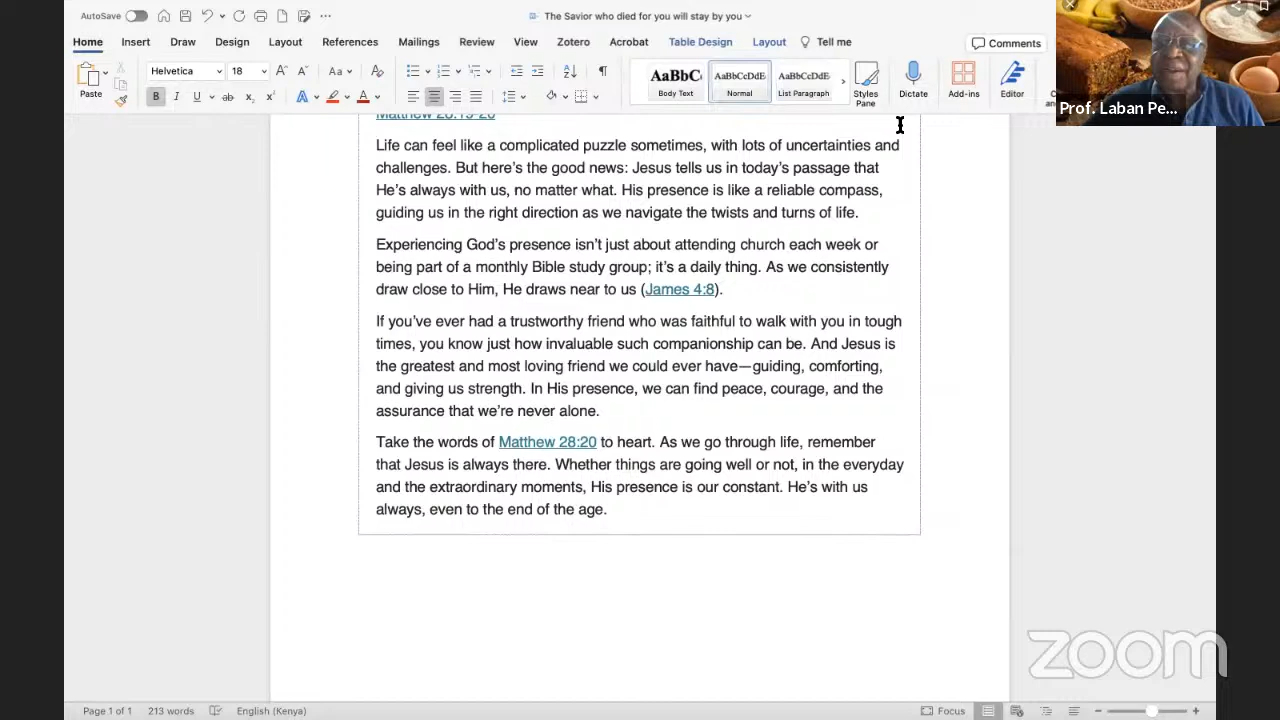 AutoSave
The Savior who died for you will stay by you
Home Insert Draw Design Layout References Mailings Review View Zotero Acrobat Table Design Layout Tell me
Comments
Helvetica 18
Paste
AaBbC AaBbCcDdE AaBbCcDdE
Body Text Normal List Paragraph
Styles Pane
Dictate
Add-ins
Editor
Prof. Laban Pe...
Matthew 28:19-20
Life can feel like a complicated puzzle sometimes, with lots of uncertainties and
challenges. But here's the good news: Jesus tells us in today's passage that
He's always with us, no matter what. His presence is like a reliable compass,
guiding us in the right direction as we navigate the twists and turns of life.
Experiencing God's presence isn't just about attending church each week or
being part of a monthly Bible study group; it's a daily thing. As we consistently
draw close to Him, He draws near to us (James 4:8).
If you've ever had a trustworthy friend who was faithful to walk with you in tough
times, you know just how invaluable such companionship can be. And Jesus is
the greatest and most loving friend we could ever have—guiding, comforting,
and giving us strength. In His presence, we can find peace, courage, and the
assurance that we're never alone.
Take the words of Matthew 28:20 to heart. As we go through life, remember
that Jesus is always there. Whether things are going well or not, in the everyday
and the extraordinary moments, His presence is our constant. He's with us
always, even to the end of the age.
zoom
Page 1 of 1 213 words English (Kenya) Focus